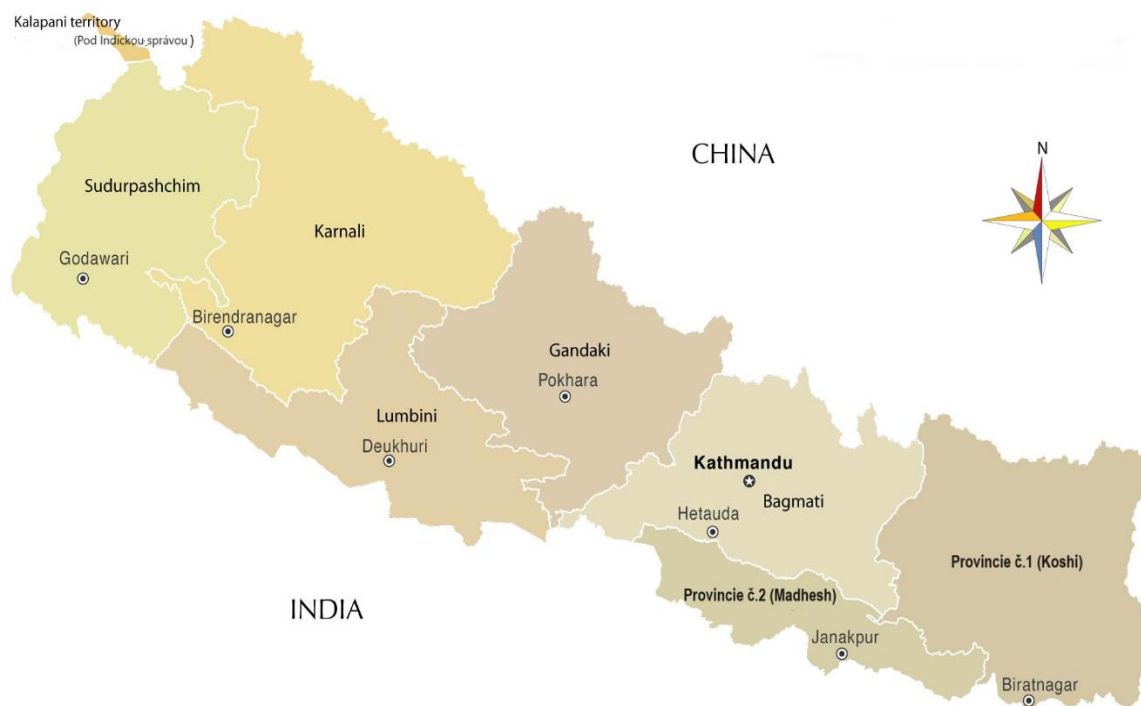 Kalapani territory
(Pod Indickou správou )
N
CHINA
Sudurpashchim
Karnali
Godawari
Birendranagar
Gandaki
Pokhara
Lumbini
Deukhuri
Kathmandu
Bagmati
Hetauda
Provincie č.1 (Koshi)
Provincie č.2 (Madhesh)
INDIA
Janakpur
Biratnagar